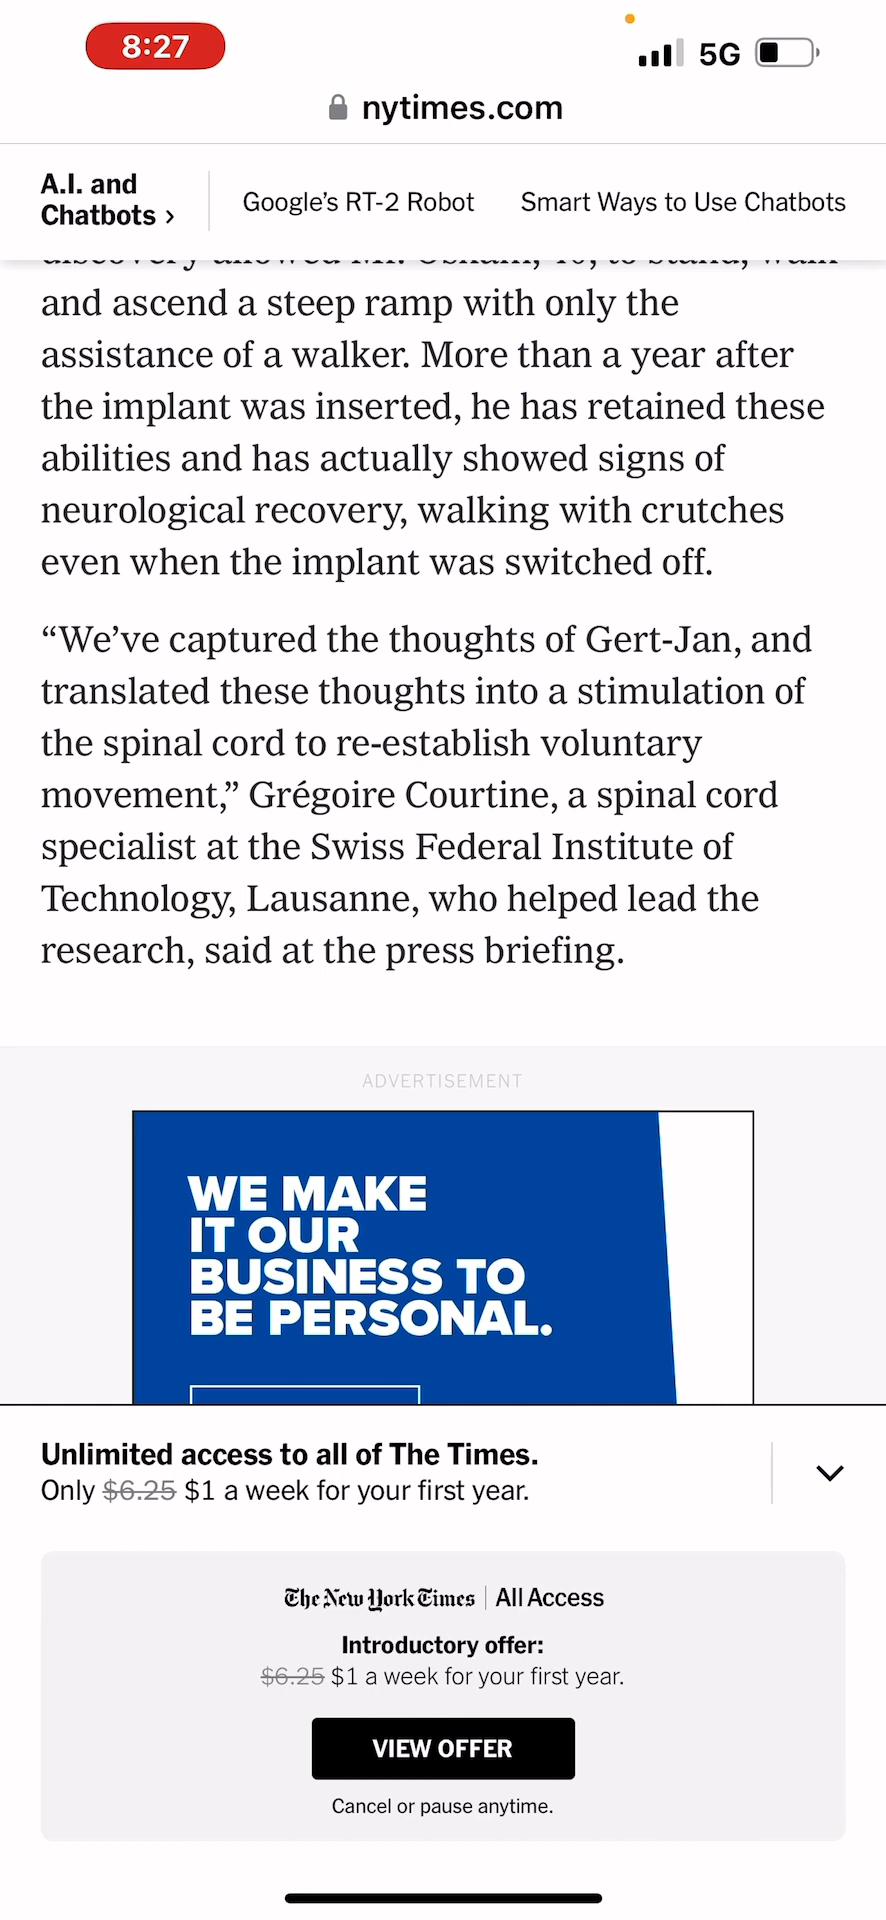 8:27
5G
nytimes.com
A.I. and
Chatbots ›
Google’s RT-2 Robot
Smart Ways to Use Chatbots
and ascend a steep ramp with only the
assistance of a walker. More than a year after
the implant was inserted, he has retained these
abilities and has actually showed signs of
neurological recovery, walking with crutches
even when the implant was switched off.
“We’ve captured the thoughts of Gert-Jan, and
translated these thoughts into a stimulation of
the spinal cord to re-establish voluntary
movement,” Grégoire Courtine, a spinal cord
specialist at the Swiss Federal Institute of
Technology, Lausanne, who helped lead the
research, said at the press briefing.
ADVERTISEMENT
WE MAKE
IT OUR
BUSINESS TO
BE PERSONAL.
Unlimited access to all of The Times.
Only $6.25 $1 a week for your first year.
The New York Times | All Access
Introductory offer:
$6.25 $1 a week for your first year.
VIEW OFFER
Cancel or pause anytime.